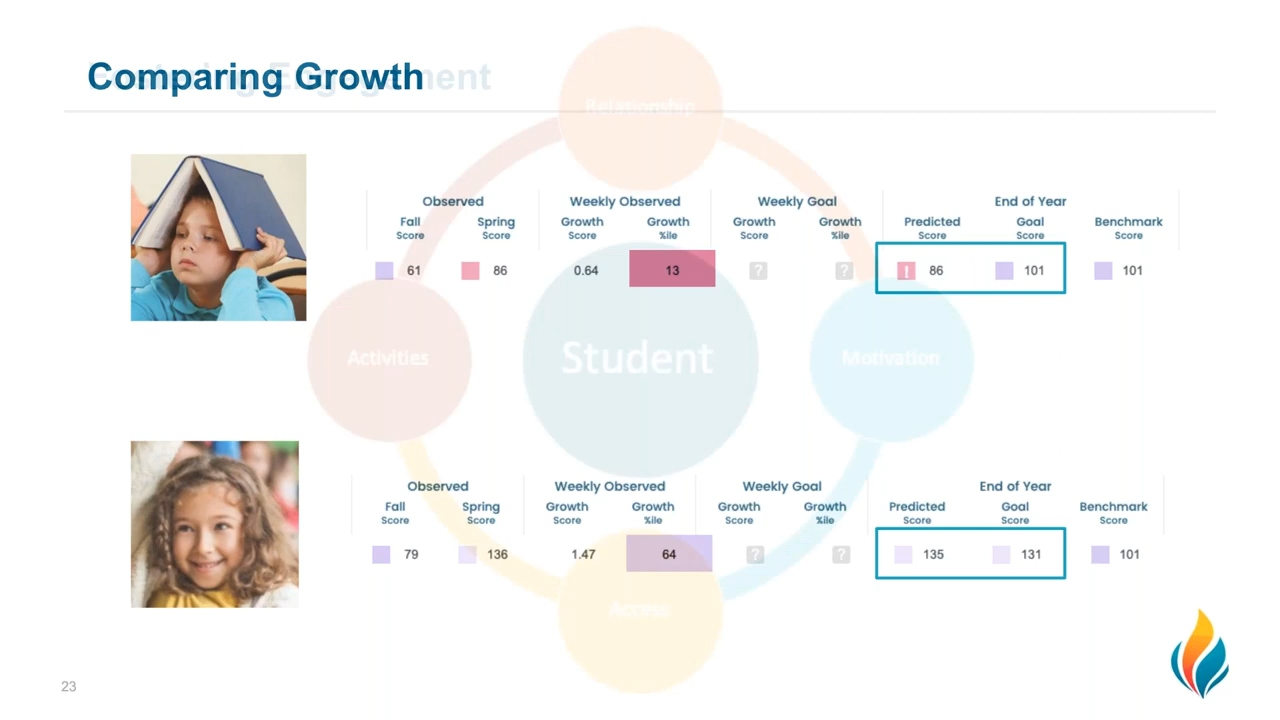 Comparing Growth
Relationship
Observed Weekly Observed Weekly Goal End of Year
Fall Spring Growth Growth Growth Growth Predicted Goal Benchmark
Score Score Score %ile Score %ile Score Score Score
61 86 0.64 13 ? ? ! 86 101 101
Activities Student Motivation
Observed Weekly Observed Weekly Goal End of Year
Fall Spring Growth Growth Growth Growth Predicted Goal Benchmark
Score Score Score %ile Score %ile Score Score Score
79 136 1.47 64 ? ? 135 131 101
Access
23